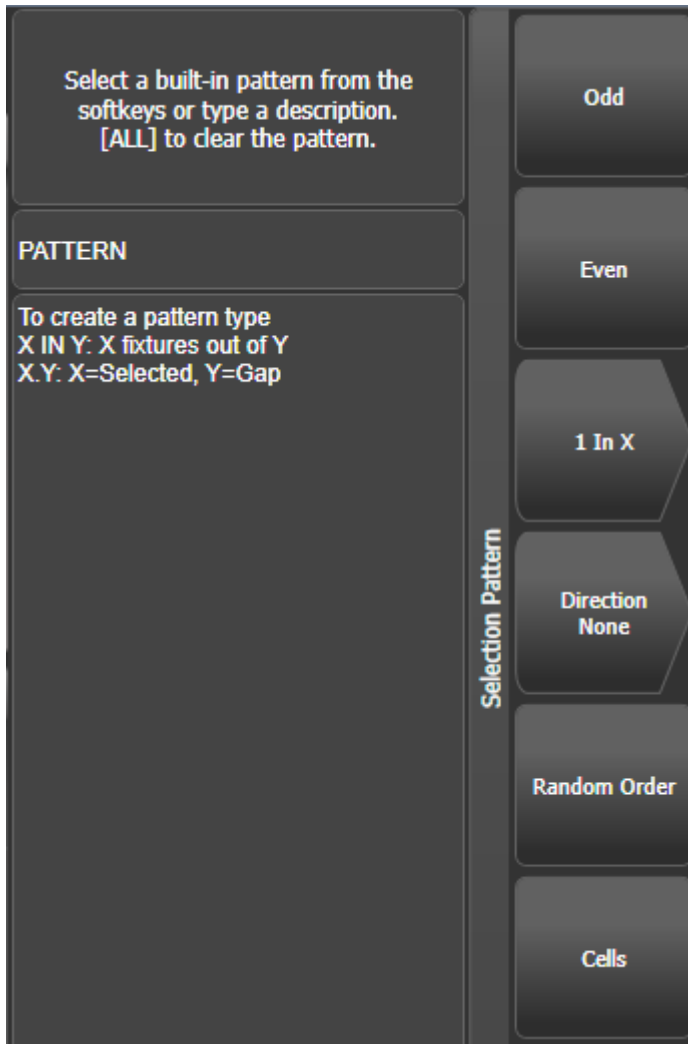 Select a built-in pattern from the
softkeys or type a description.
[ALL] to clear the pattern.
PATTERN
To create a pattern type
X IN Y: X fixtures out of Y
X.Y: X=Selected, Y=Gap
Selection Pattern
Odd
Even
1 In X
Direction
None
Random Order
Cells